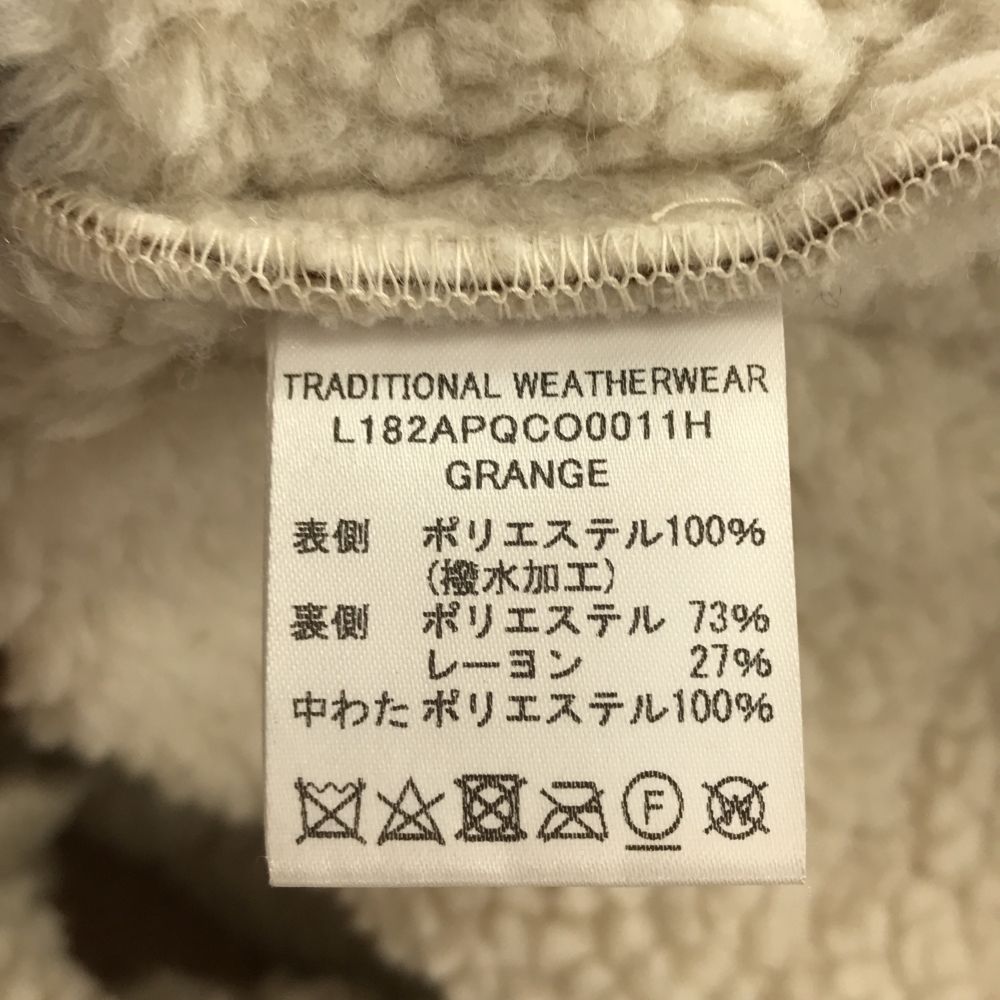 TRADITIONAL WEATHERWEAR
L182APQCO0011H
GRANGE
表側 ポリエステル100%
(撥水加工)
裏側 ポリエステル 73%
レーヨン 27%
中わた ポリエステル100%
F
W